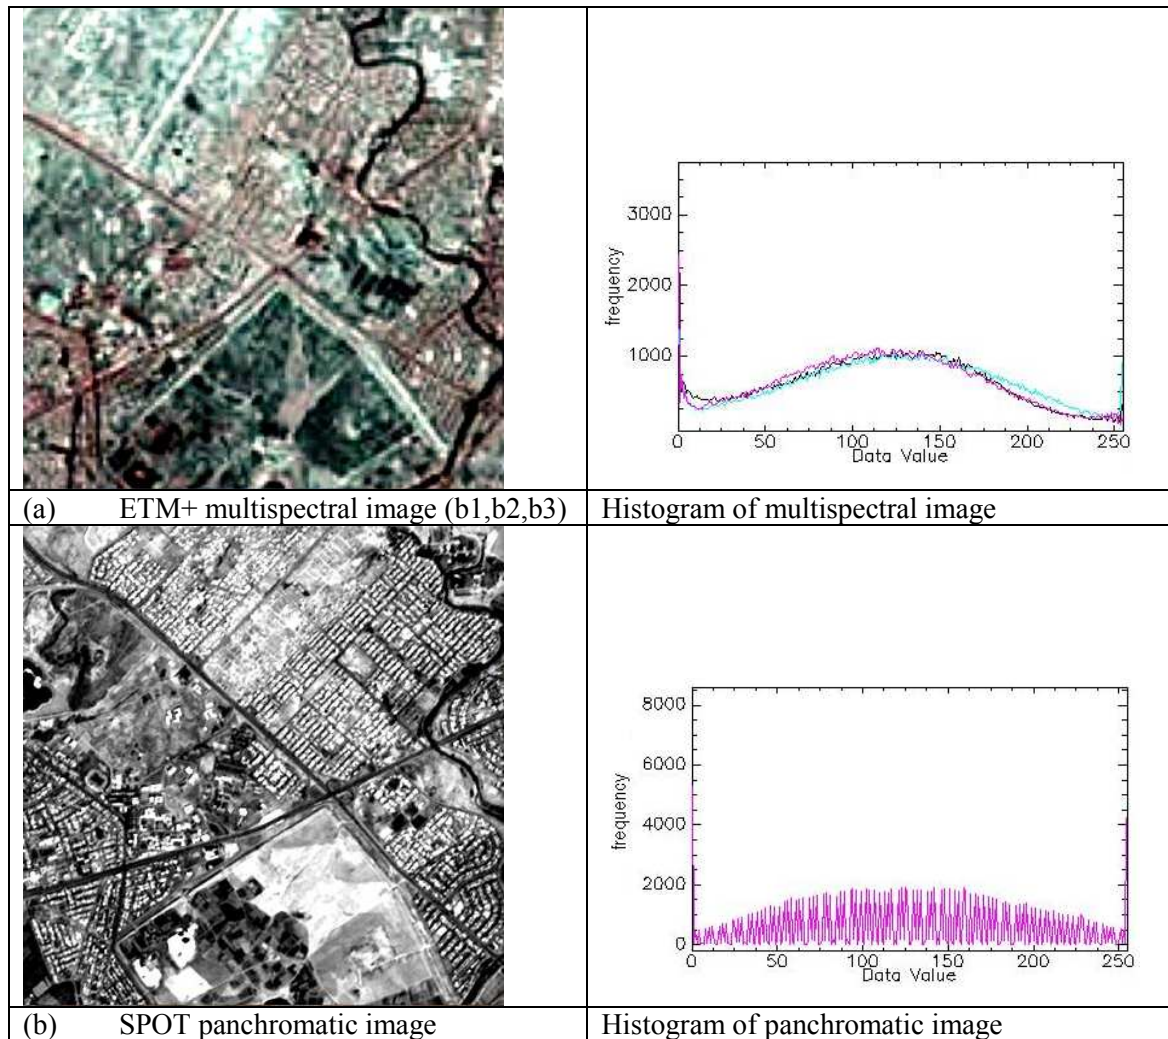 3000
2000
1000
frequency
0 50 100 150 200 250
Data Value
(a) ETM+ multispectral image (b1,b2,b3)
Histogram of multispectral image
8000
6000
4000
2000
0
frequency
0 50 100 150 200 250
Data Value
(b) SPOT panchromatic image
Histogram of panchromatic image